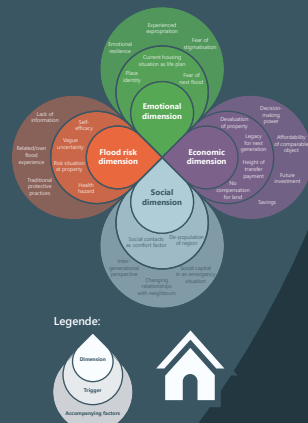 Experienced
expropriation
Emotional
resilience
Fear of
stigmatisation
Current housing
situation as life plan
Place
identity
Fear of
next flood
Emotional
dimension
Lack of
information
Self-
efficacy
Vague
uncertainty
Related/own
flood
experience
Risk situation
at property
Traditional
protective
practices
Health
hazard
Flood risk
dimension
Economic
dimension
Devaluation
of property
Decision-
making
power
Legacy
for next
generation
Affordability
of comparable
object
Height of
transfer
payment
Future
investment
No
compensation
for land
Savings
Social
dimension
Social contacts
as comfort factor
De-population
of region
Inter-
generational
perspective
Changing
relationships
with neighbours
Social capital
in an emergency
situation
Legende:
Dimension
Trigger
Accompanying factors